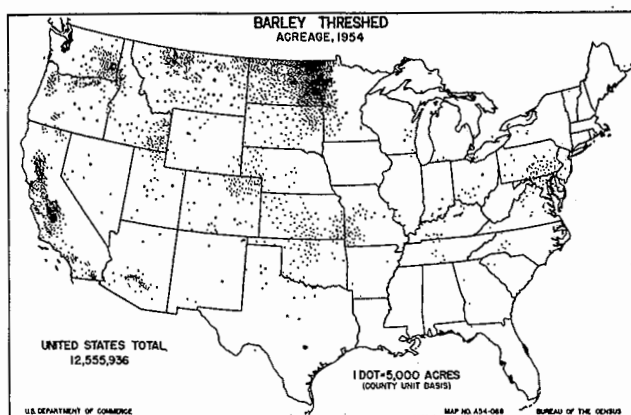 BARLEY THRESHED
ACREAGE, 1954
UNITED STATES TOTAL
12,555,936
1 DOT=5,000 ACRES
(COUNTY UNIT BASIS)
U.S. DEPARTMENT OF COMMERCE
MAP NO. A54-068
BUREAU OF THE CENSUS